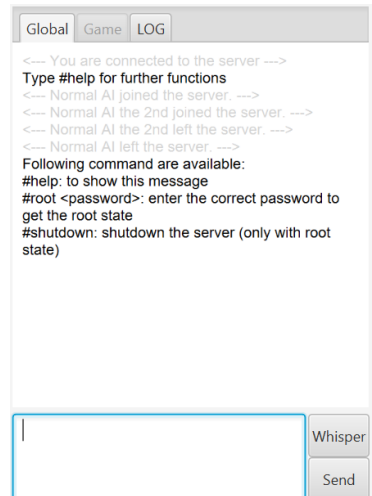 Global Game LOG
<--- You are connected to the server --->
Type #help for further functions
<--- Normal AI joined the server. --->
<--- Normal AI the 2nd joined the server. --->
<--- Normal AI the 2nd left the server. --->
<--- Normal AI left the server. --->
Following command are available:
#help: to show this message
#root <password>: enter the correct password to
get the root state
#shutdown: shutdown the server (only with root
state)
Whisper
Send